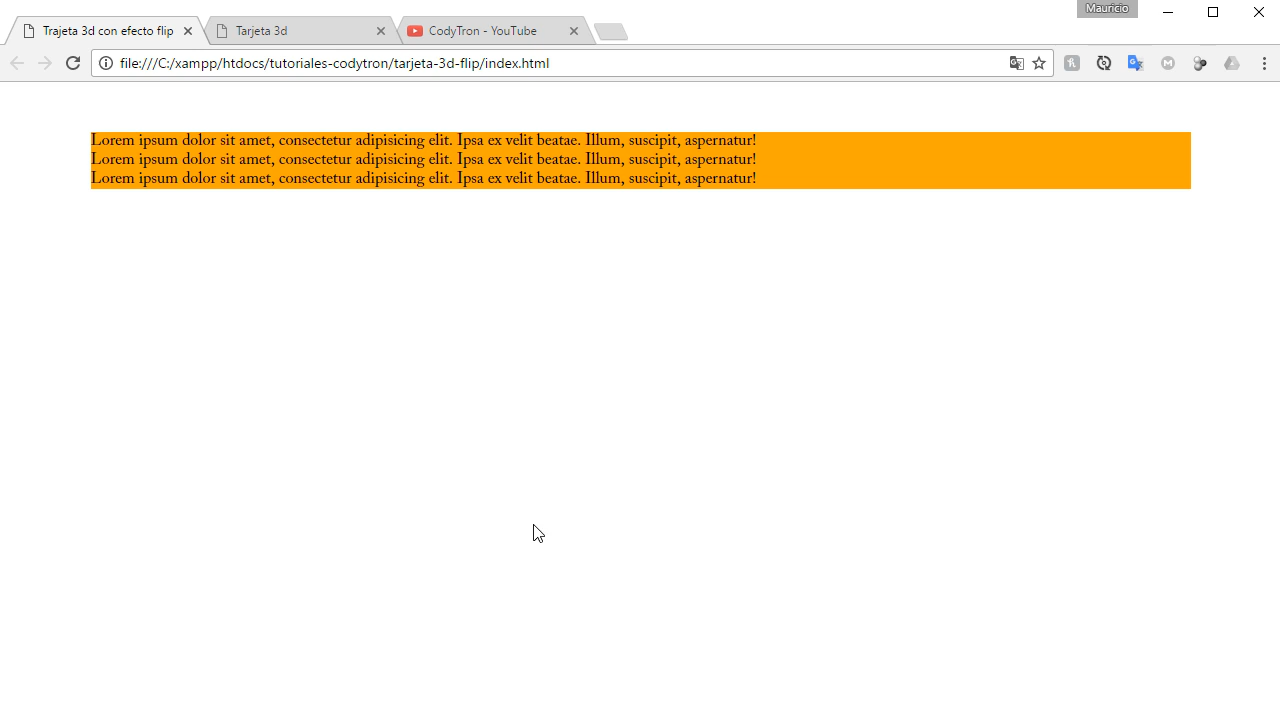 Mauricio
Trajeta 3d con efecto flip
Tarjeta 3d
CodyTron - YouTube
file:///C:/xampp/htdocs/tutoriales-codytron/tarjeta-3d-flip/index.html
Lorem ipsum dolor sit amet, consectetur adipisicing elit. Ipsa ex velit beatae. Illum, suscipit, aspernatur!
Lorem ipsum dolor sit amet, consectetur adipisicing elit. Ipsa ex velit beatae. Illum, suscipit, aspernatur!
Lorem ipsum dolor sit amet, consectetur adipisicing elit. Ipsa ex velit beatae. Illum, suscipit, aspernatur!